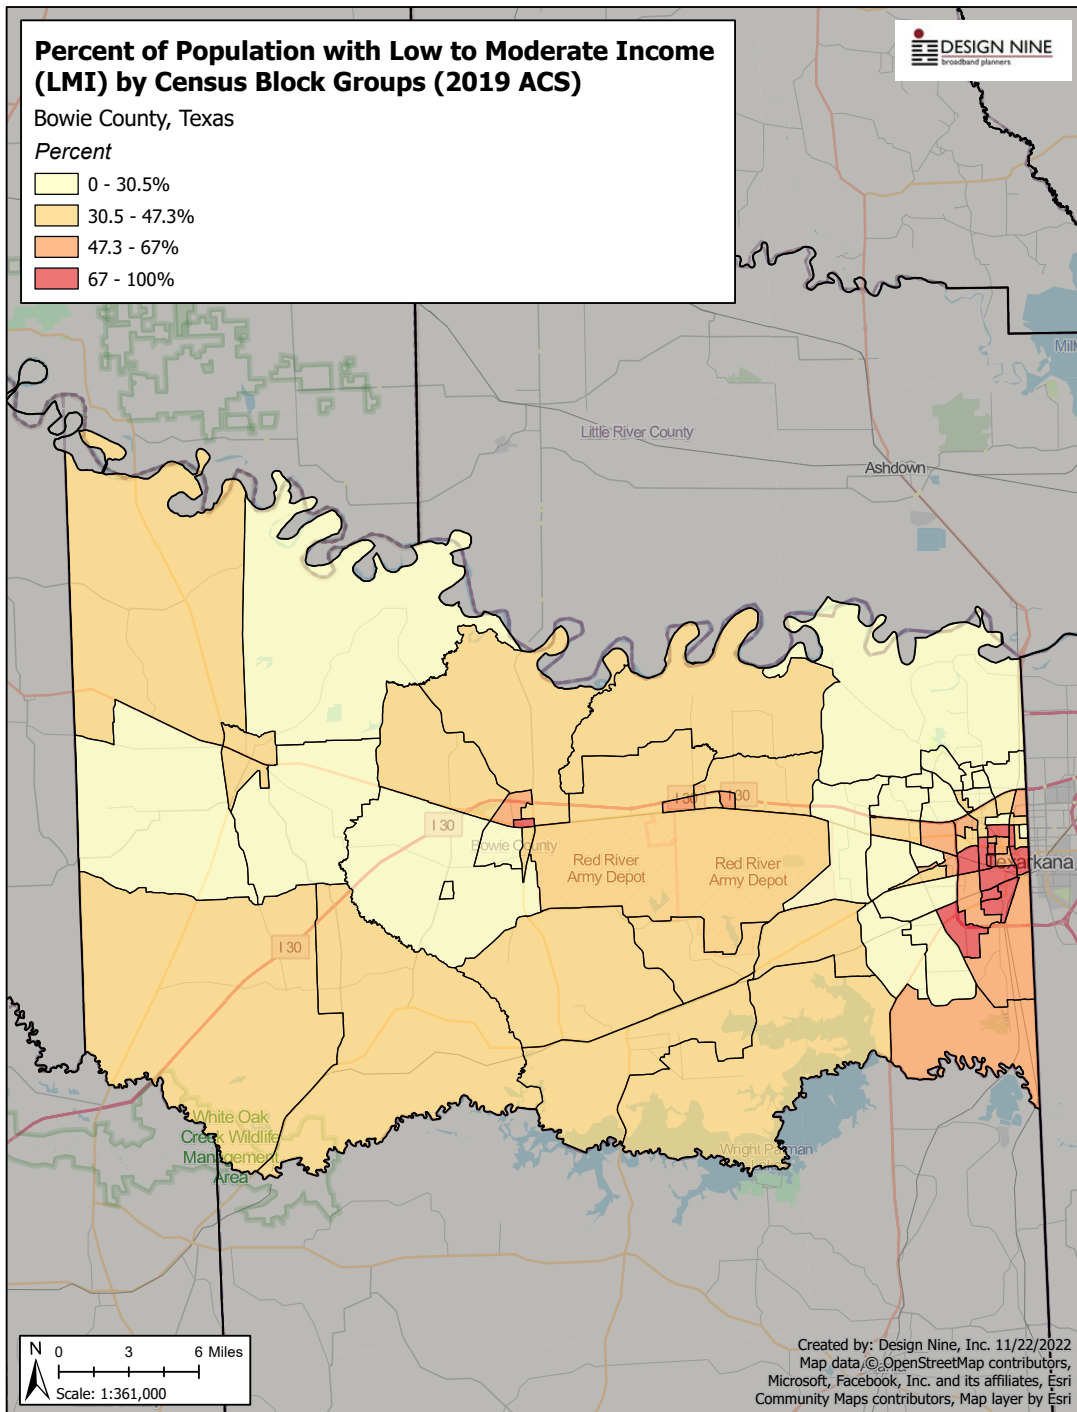 Percent of Population with Low to Moderate Income
(LMI) by Census Block Groups (2019 ACS)
Bowie County, Texas
Percent
0 - 30.5%
30.5 - 47.3%
47.3 - 67%
67 - 100%
DESIGN NINE
broadband planners
Little River County
Ashdown
I 30
I 30
I 30
Bowie County
Red River
Army Depot
Red River
Army Depot
Texarkana
I 30
White Oak
Creek Wildlife
Management
Area
N
0 3 6 Miles
Scale: 1:361,000
Created by: Design Nine, Inc. 11/22/2022
Map data © OpenStreetMap contributors,
Microsoft, Facebook, Inc. and its affiliates, Esri
Community Maps contributors, Map layer by Esri